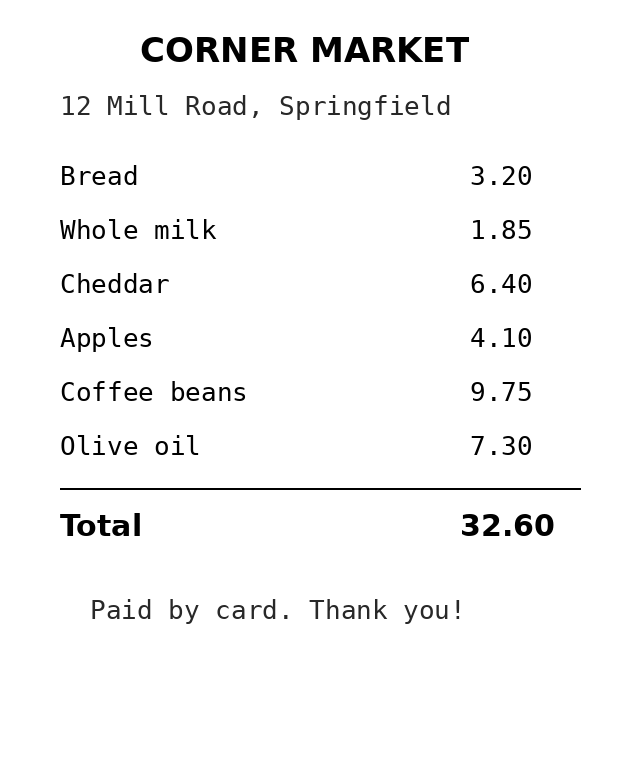 CORNER MARKET
12 Mill Road, Springfield
Bread 3.20
Whole milk 1.85
Cheddar 6.40
Apples 4.10
Coffee beans 9.75
Olive oil 7.30
Total 32.60
Paid by card. Thank you!